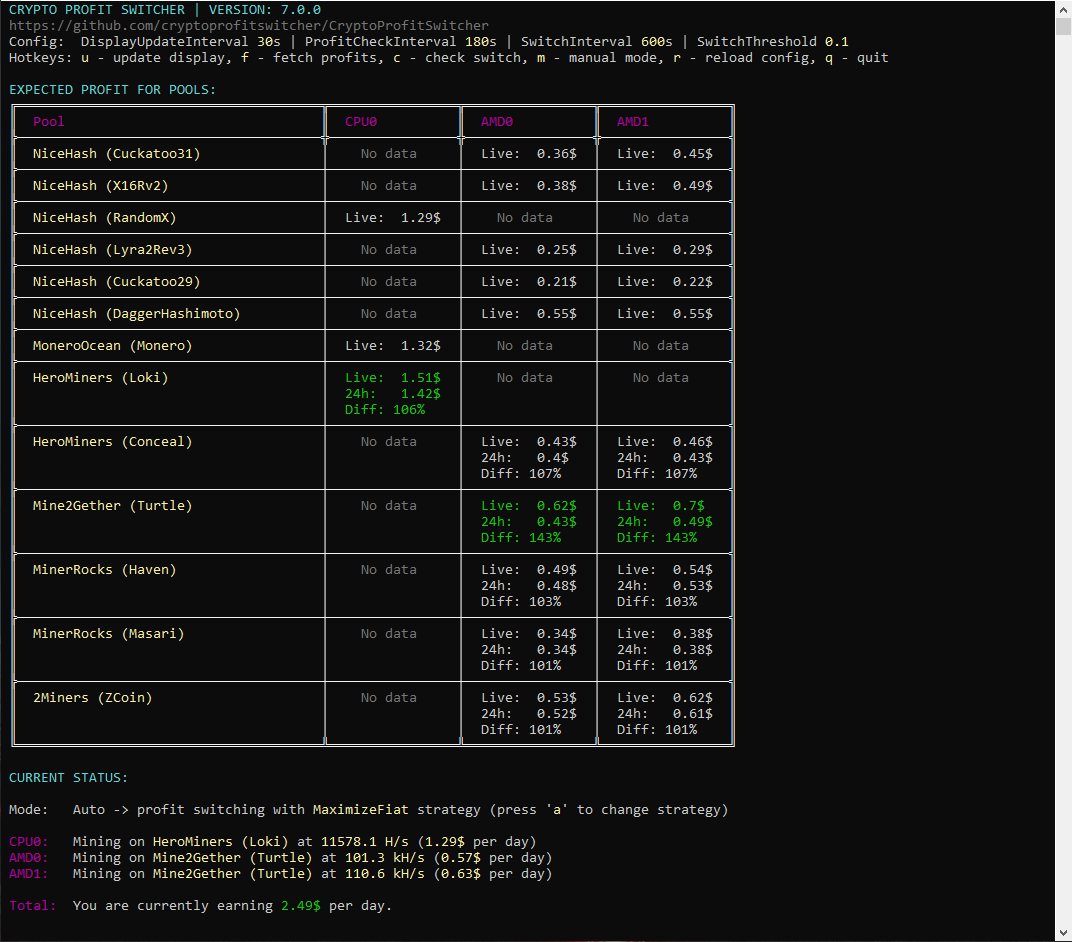 CRYPTO PROFIT SWITCHER | VERSION: 7.0.0
https://github.com/cryptoprofitswitcher/CryptoProfitSwitcher
Config:  DisplayUpdateInterval 30s | ProfitCheckInterval 180s | SwitchInterval 600s | SwitchThreshold 0.1
Hotkeys: u - update display, f - fetch profits, c - check switch, m - manual mode, r - reload config, q - quit
EXPECTED PROFIT FOR POOLS:
Pool CPU0 AMD0 AMD1
NiceHash (Cuckatoo31) No data Live: 0.36$ Live: 0.45$
NiceHash (X16Rv2) No data Live: 0.38$ Live: 0.49$
NiceHash (RandomX) Live: 1.29$ No data No data
NiceHash (Lyra2Rev3) No data Live: 0.25$ Live: 0.29$
NiceHash (Cuckatoo29) No data Live: 0.21$ Live: 0.22$
NiceHash (DaggerHashimoto) No data Live: 0.55$ Live: 0.55$
MoneroOcean (Monero) Live: 1.32$ No data No data
HeroMiners (Loki) Live: 1.51$ No data No data
24h: 1.42$
Diff: 106%
HeroMiners (Conceal) No data Live: 0.43$ Live: 0.46$
24h: 0.4$ 24h: 0.43$
Diff: 107% Diff: 107%
Mine2Gether (Turtle) No data Live: 0.62$ Live: 0.7$
24h: 0.43$ 24h: 0.49$
Diff: 143% Diff: 143%
MinerRocks (Haven) No data Live: 0.49$ Live: 0.54$
24h: 0.48$ 24h: 0.53$
Diff: 103% Diff: 103%
MinerRocks (Masari) No data Live: 0.34$ Live: 0.38$
24h: 0.34$ 24h: 0.38$
Diff: 101% Diff: 101%
2Miners (ZCoin) No data Live: 0.53$ Live: 0.62$
24h: 0.52$ 24h: 0.61$
Diff: 101% Diff: 101%
CURRENT STATUS:
Mode: Auto -> profit switching with MaximizeFiat strategy (press 'a' to change strategy)
CPU0: Mining on HeroMiners (Loki) at 11578.1 H/s (1.29$ per day)
AMD0: Mining on Mine2Gether (Turtle) at 101.3 kH/s (0.57$ per day)
AMD1: Mining on Mine2Gether (Turtle) at 110.6 kH/s (0.63$ per day)
Total: You are currently earning 2.49$ per day.